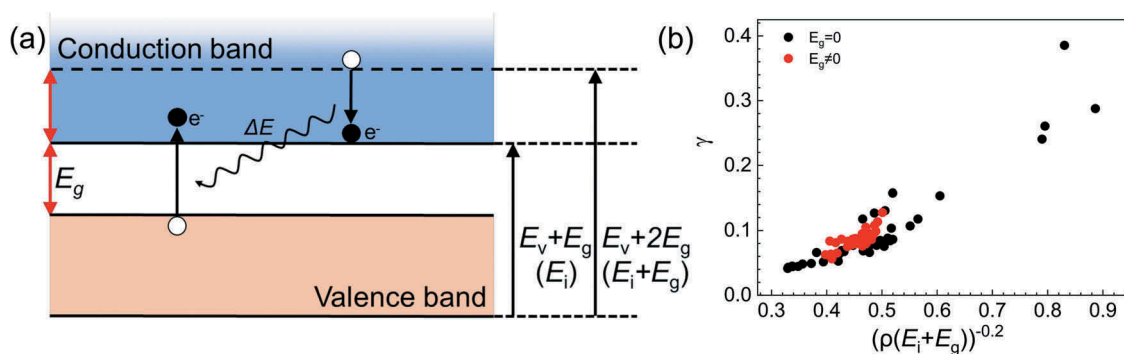 (a)
Conduction band
e-
ΔE
e-
E_g
E_v+E_g
(E_i)
E_v+2E_g
(E_i+E_g)
Valence band
(b)
E_g=0
E_g≠0
0.4
0.3
0.2
0.1
0.0
γ
0.3 0.4 0.5 0.6 0.7 0.8 0.9
(ρ(E_i+E_g))^-0.2